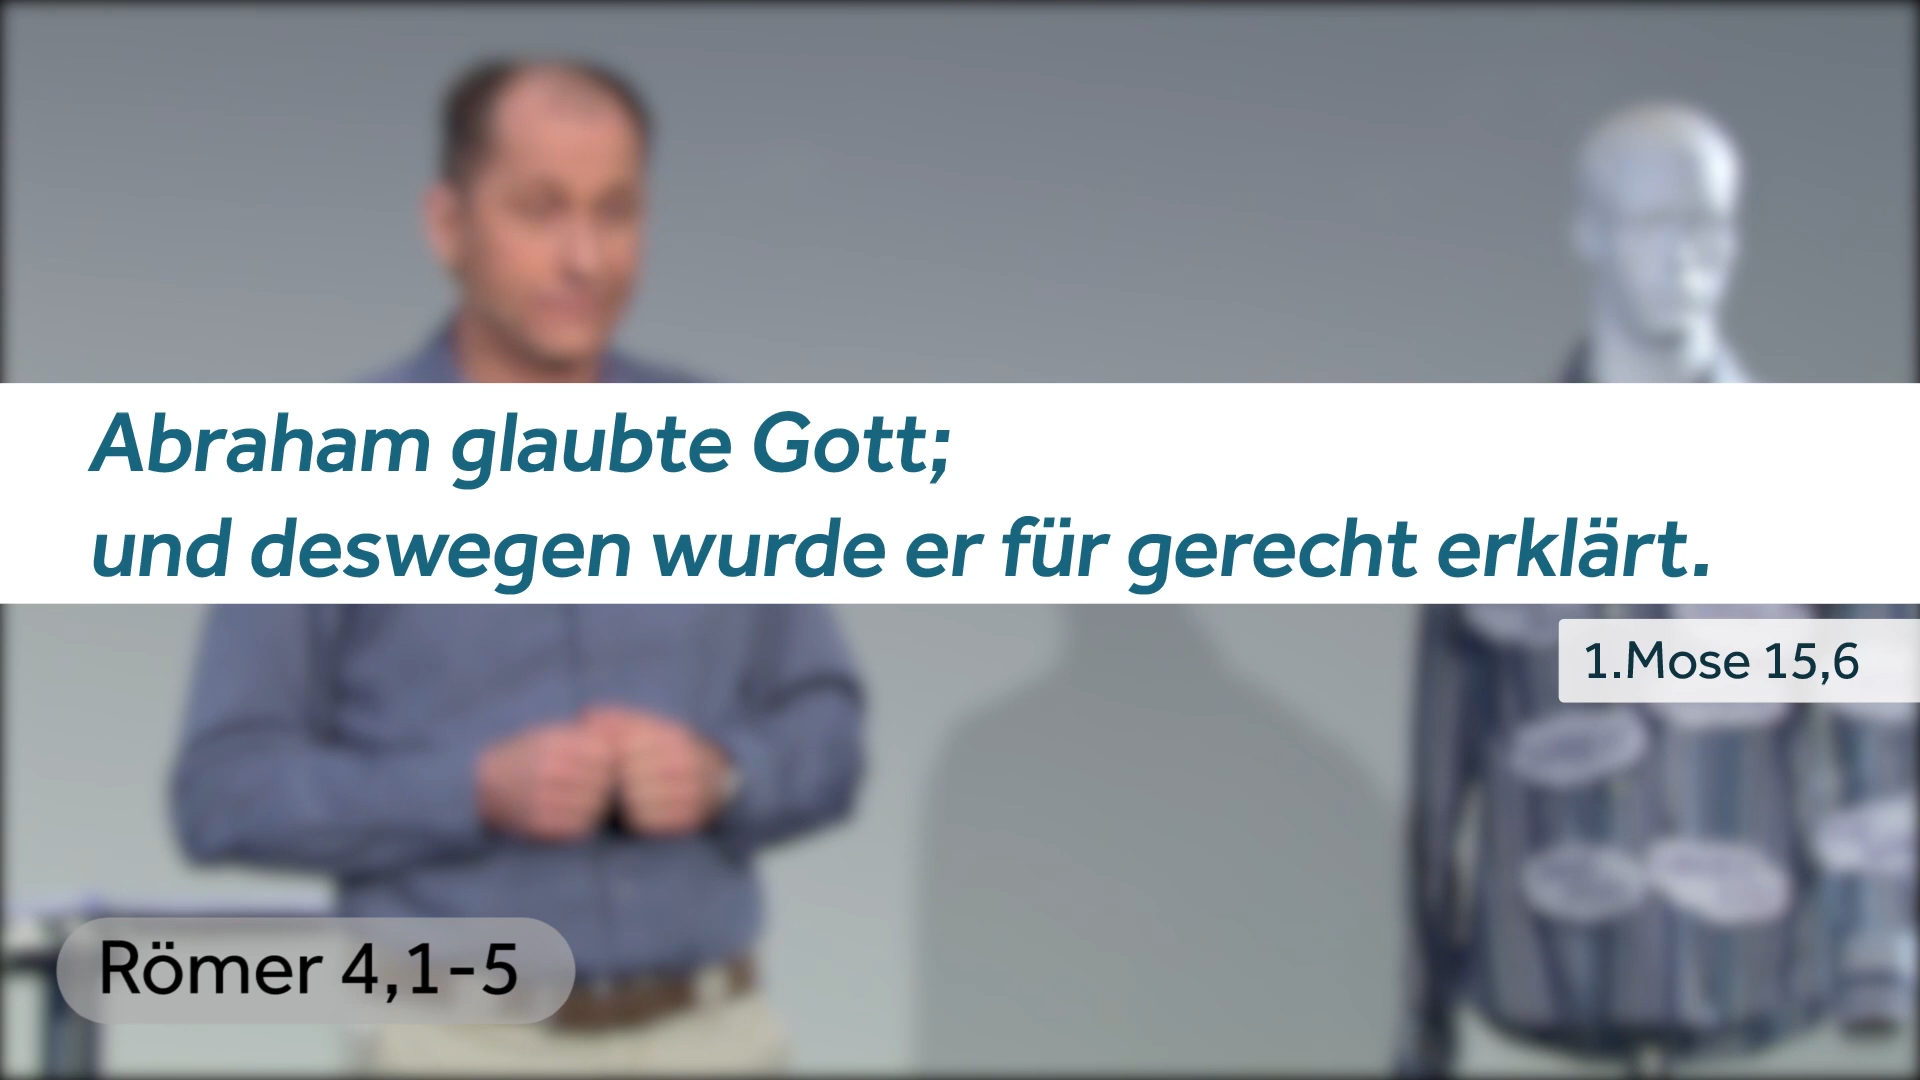 Abraham glaubte Gott;
und deswegen wurde er für gerecht erklärt.
1.Mose 15,6
Römer 4,1-5